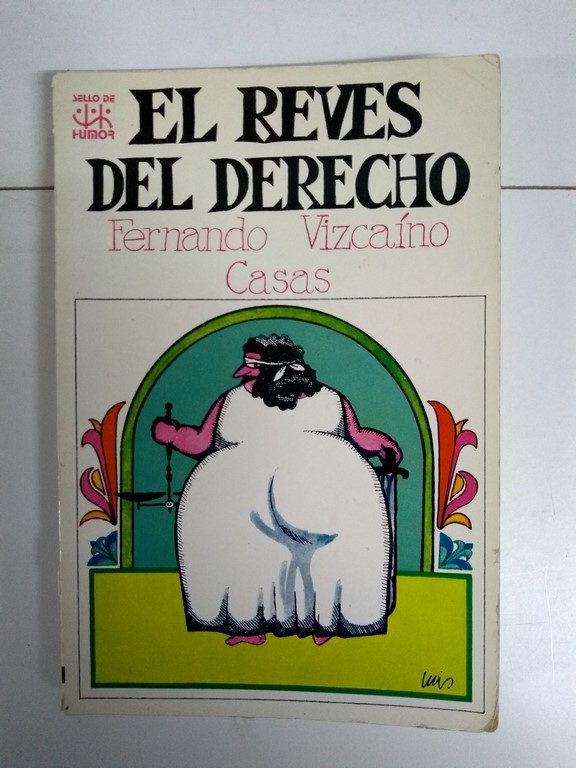 SELLO DE
HUMOR
EL REVES
DEL DERECHO
Fernando Vizcaíno
Casas
Luis